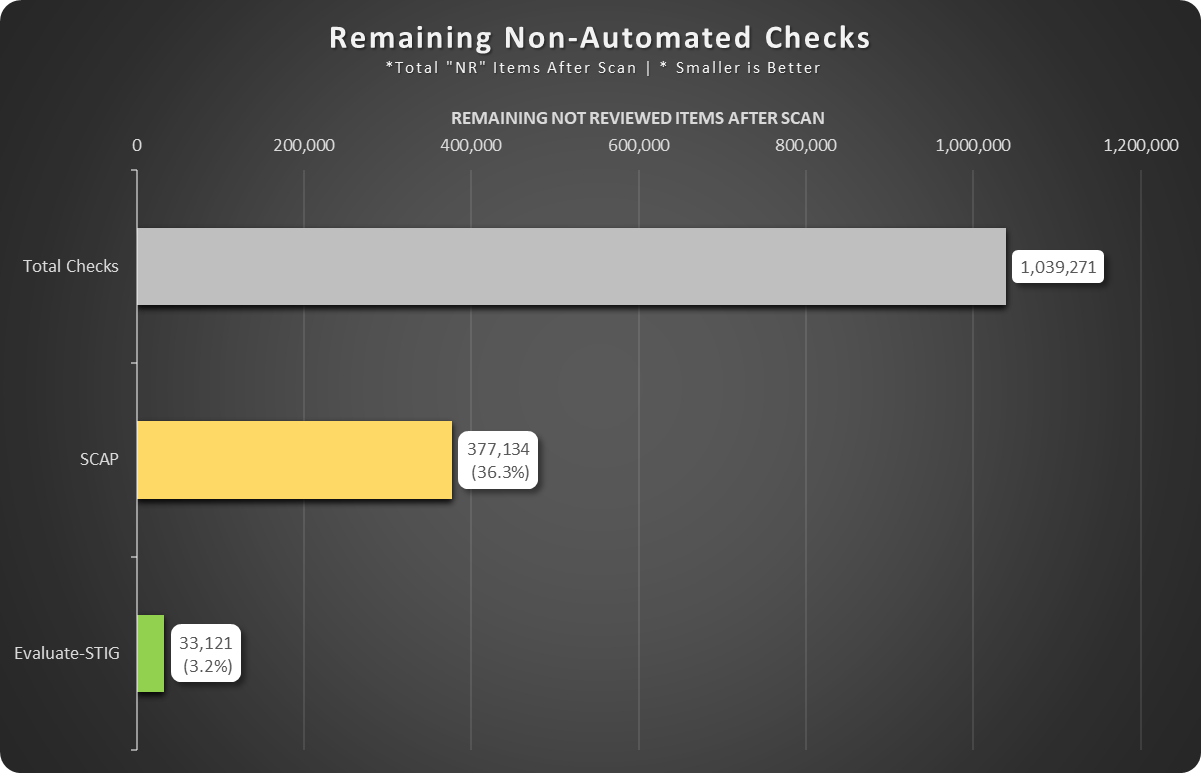 Remaining Non-Automated Checks
*Total "NR" Items After Scan | * Smaller is Better
REMAINING NOT REVIEWED ITEMS AFTER SCAN
0 200,000 400,000 600,000 800,000 1,000,000 1,200,000
Total Checks
1,039,271
SCAP
377,134
(36.3%)
Evaluate-STIG
33,121
(3.2%)